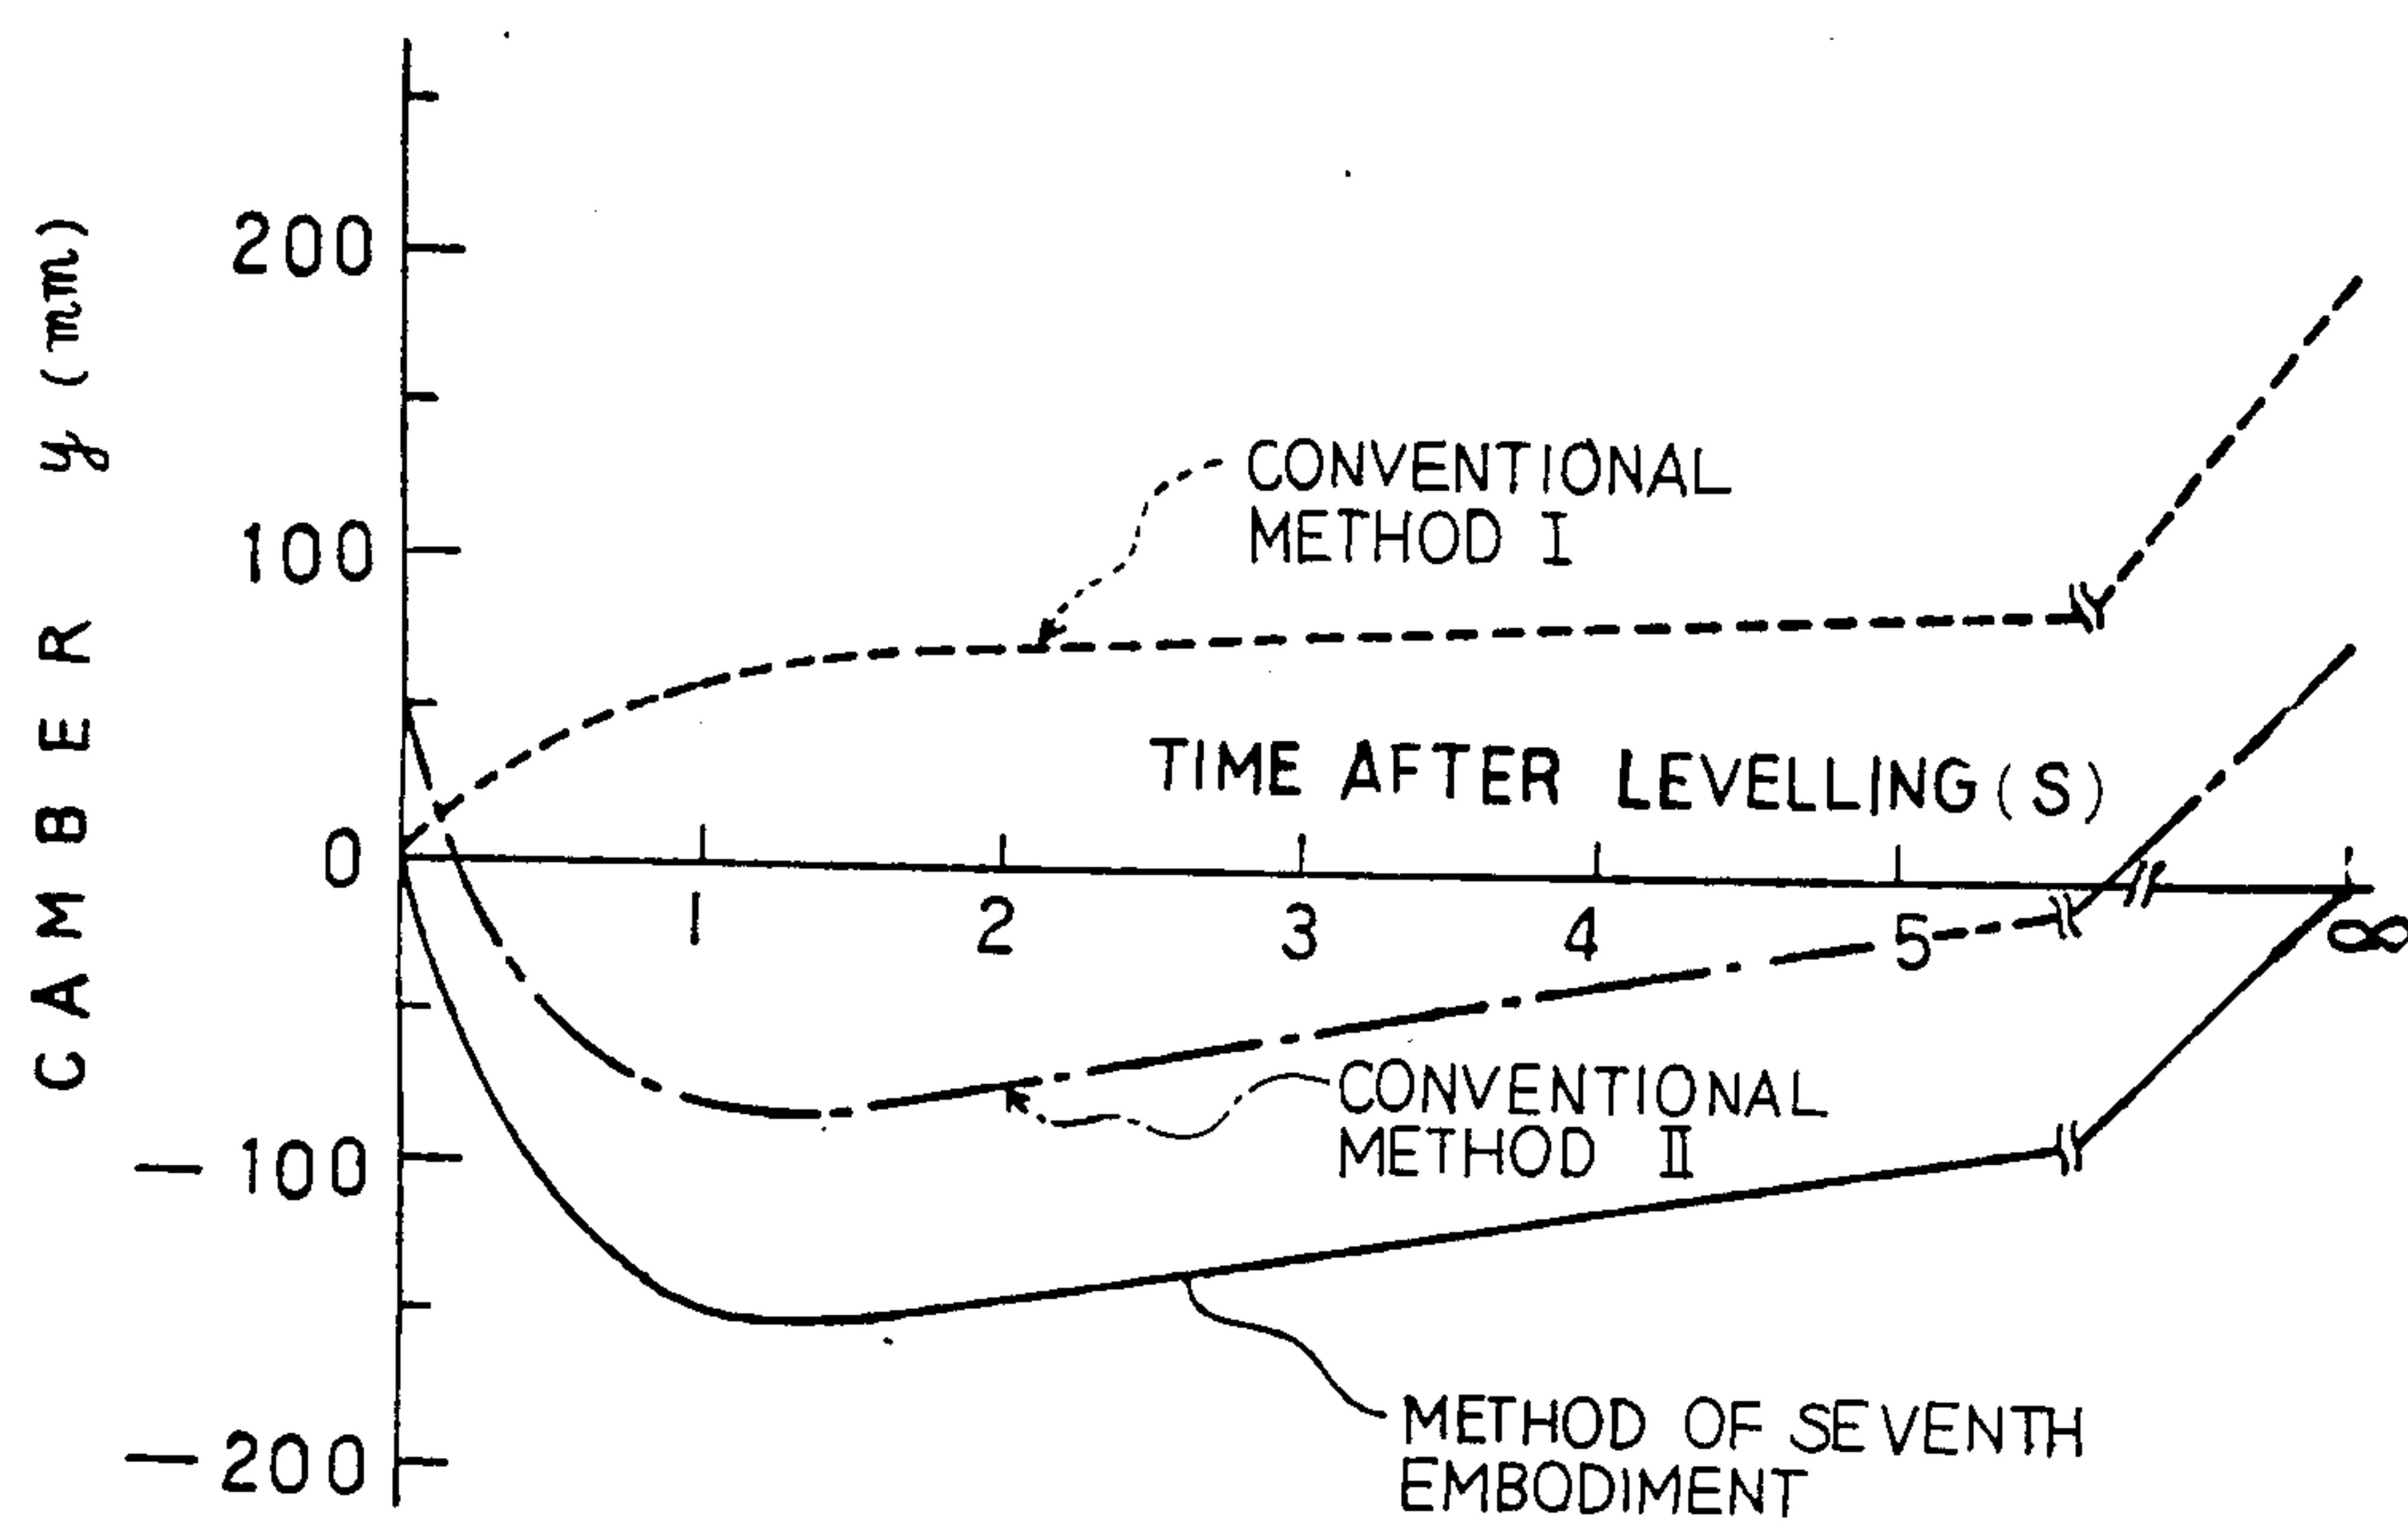 200
CONVENTIONAL
METHOD I
100
TIME AFTER LEVELLING (S)
0
1 2 3 4 5 ∞
CONVENTIONAL
METHOD II
-100
METHOD OF SEVENTH
EMBODIMENT
-200
CAMBER y (mm)